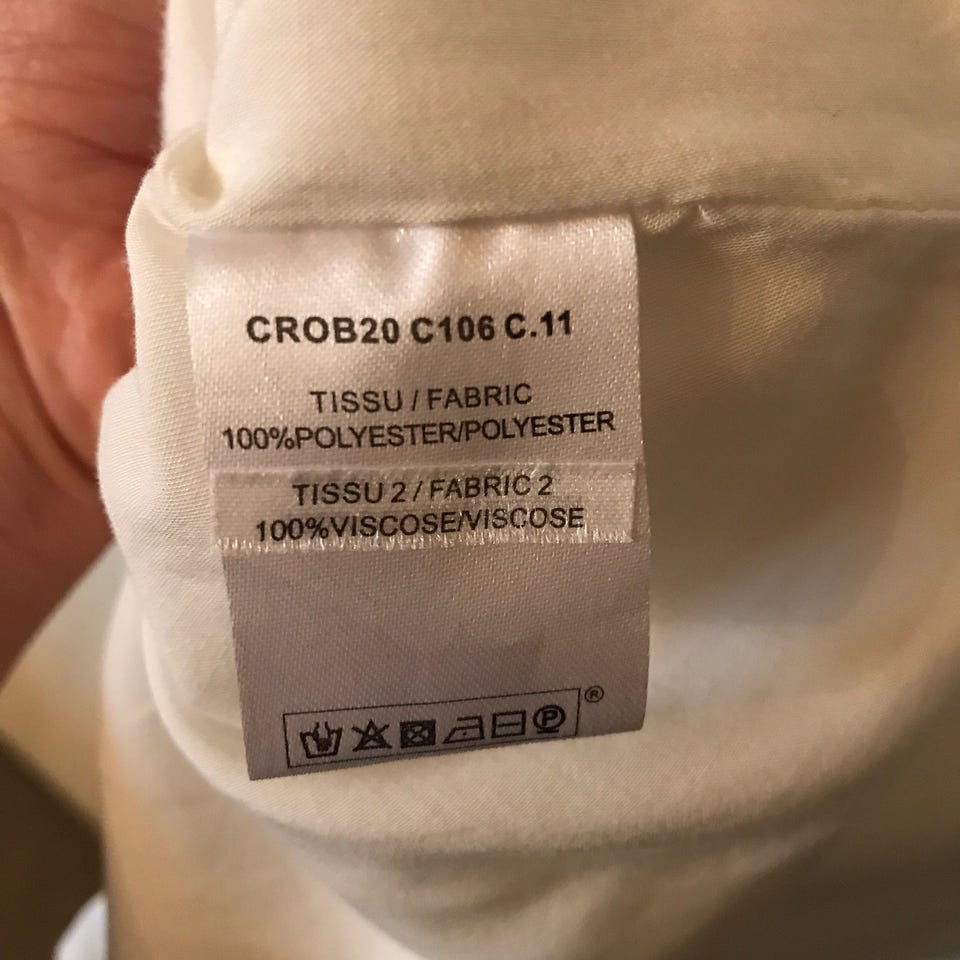 CROB20 C106 C.11
TISSU / FABRIC
100%POLYESTER/POLYESTER
TISSU 2 / FABRIC 2
100%VISCOSE/VISCOSE
P ®